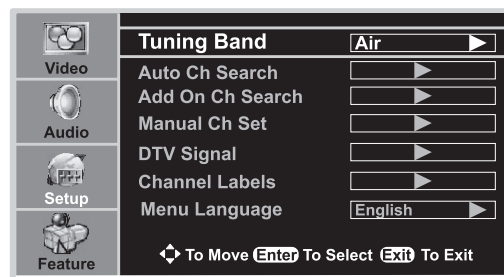 Video
Audio
Setup
Feature
Tuning Band Air
Auto Ch Search
Add On Ch Search
Manual Ch Set
DTV Signal
Channel Labels
Menu Language English
To Move Enter To Select Exit To Exit